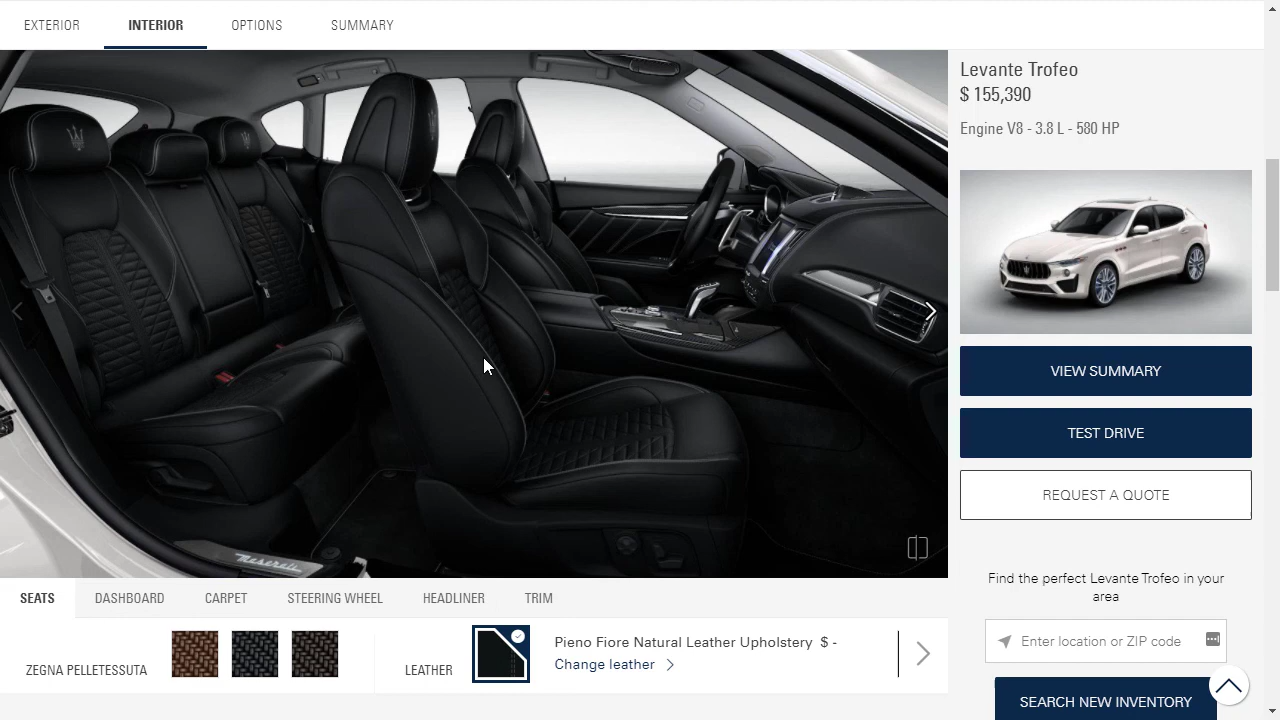 EXTERIOR
INTERIOR
OPTIONS
SUMMARY
Levante Trofeo
$ 155,390
Engine V8 - 3.8 L - 580 HP
VIEW SUMMARY
TEST DRIVE
REQUEST A QUOTE
Find the perfect Levante Trofeo in your
area
Enter location or ZIP code
SEARCH NEW INVENTORY
Maserati
SEATS
DASHBOARD
CARPET
STEERING WHEEL
HEADLINER
TRIM
ZEGNA PELLETESSUTA
LEATHER
Pieno Fiore Natural Leather Upholstery $ -
Change leather